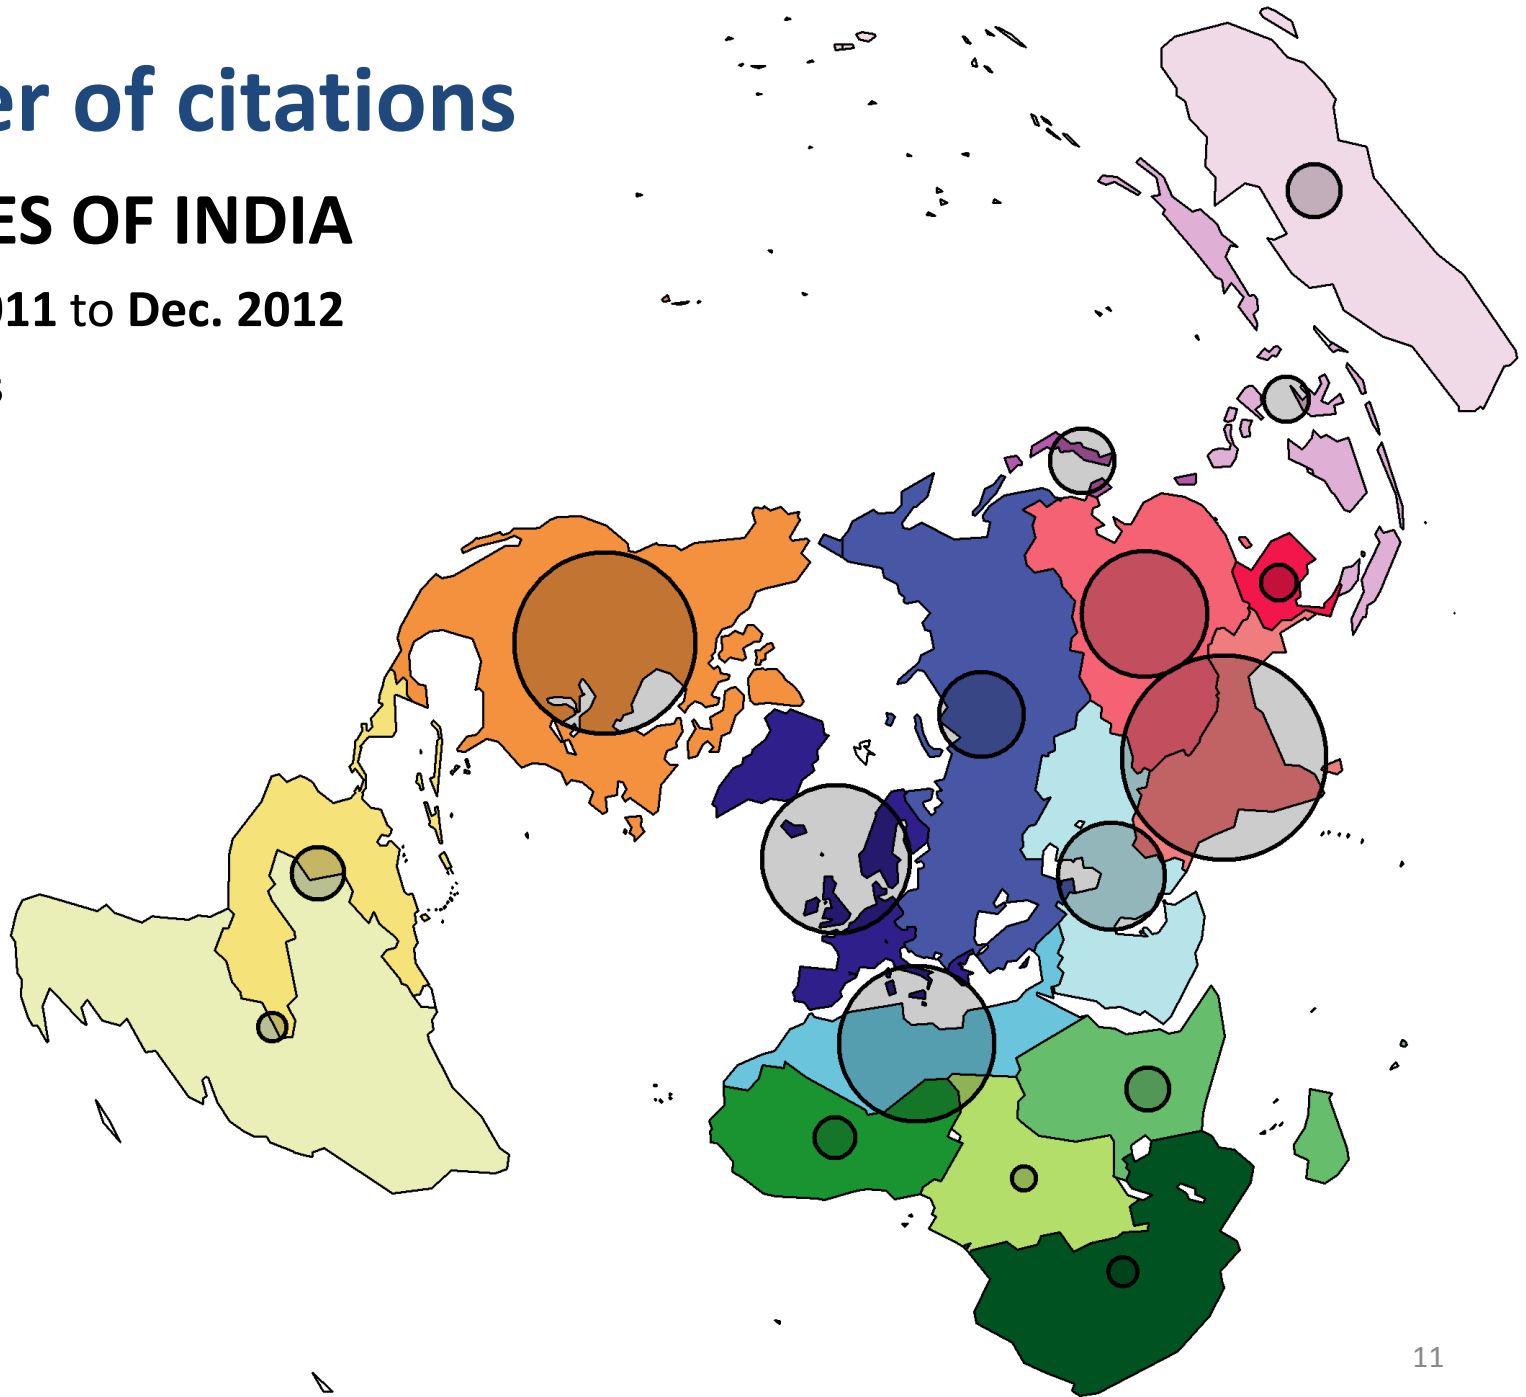 er of citations
ES OF INDIA
011 to Dec. 2012
11